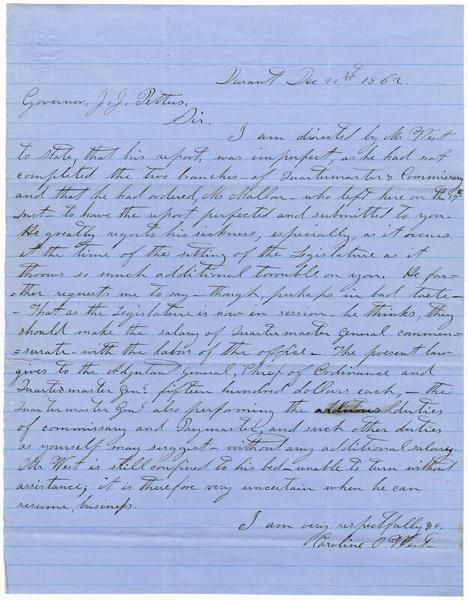 Durant Dec 21st 1862
Governor, J. J. Pettus,
Sir.
I am directed by Mr West
to state, that his report, was imperfect, as he had not
completed the two branches - of Quartermaster & Commissary
and that he had ordered, Mr - who left here on the
Inst - to have the report perfected and submitted to you
He greatly regrets his sickness, especially, as it occurs
at the time of the setting of the Legislature as it
throws so much additional trouble on you. He fur-
=ther requests me to say - though, perhaps in bad taste -
- That as the Legislature is now in session - he thinks, they
should make the salary of Quartermaster General commen-
=surate - with the labors of the office - The present law
gives to the Adjutant General, Chief of Ordinance and
Quartermaster Genl fifteen hundred dollars each, - the
Quartermaster Genl also performing the duties
of commissary and Paymaster, and such other duties
as yourself may suggest - without any additional salary.
Mr. West is still confined to his bed - unable to turn without
assistance; it is therefore very uncertain when he can
resume, business.
I am very respectfully &c,
Karoline O West